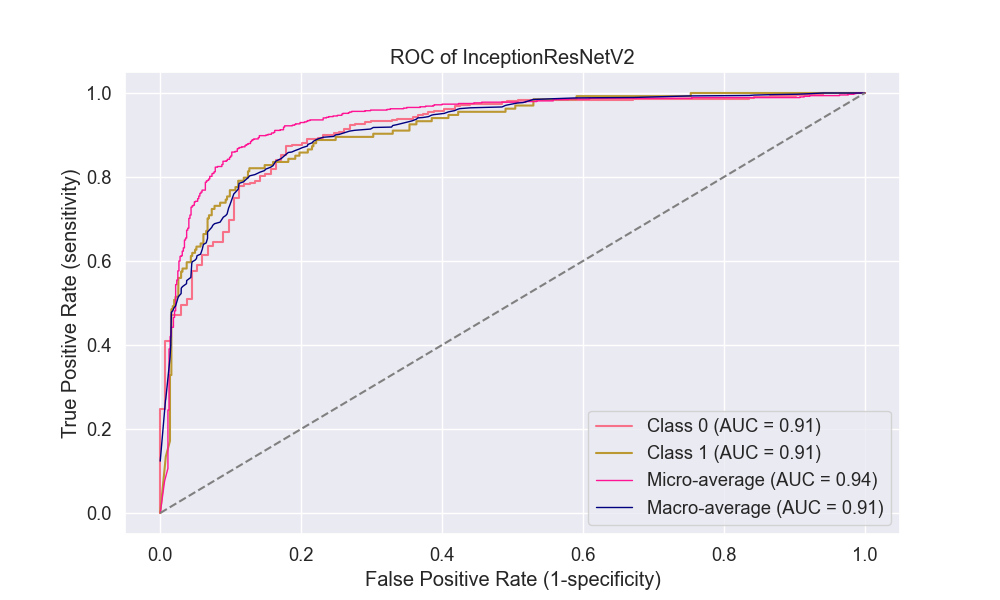 ROC of InceptionResNetV2
True Positive Rate (sensitivity)
1.0
0.8
0.6
0.4
0.2
0.0
Class 0 (AUC = 0.91)
Class 1 (AUC = 0.91)
Micro-average (AUC = 0.94)
Macro-average (AUC = 0.91)
0.0 0.2 0.4 0.6 0.8 1.0
False Positive Rate (1-specificity)